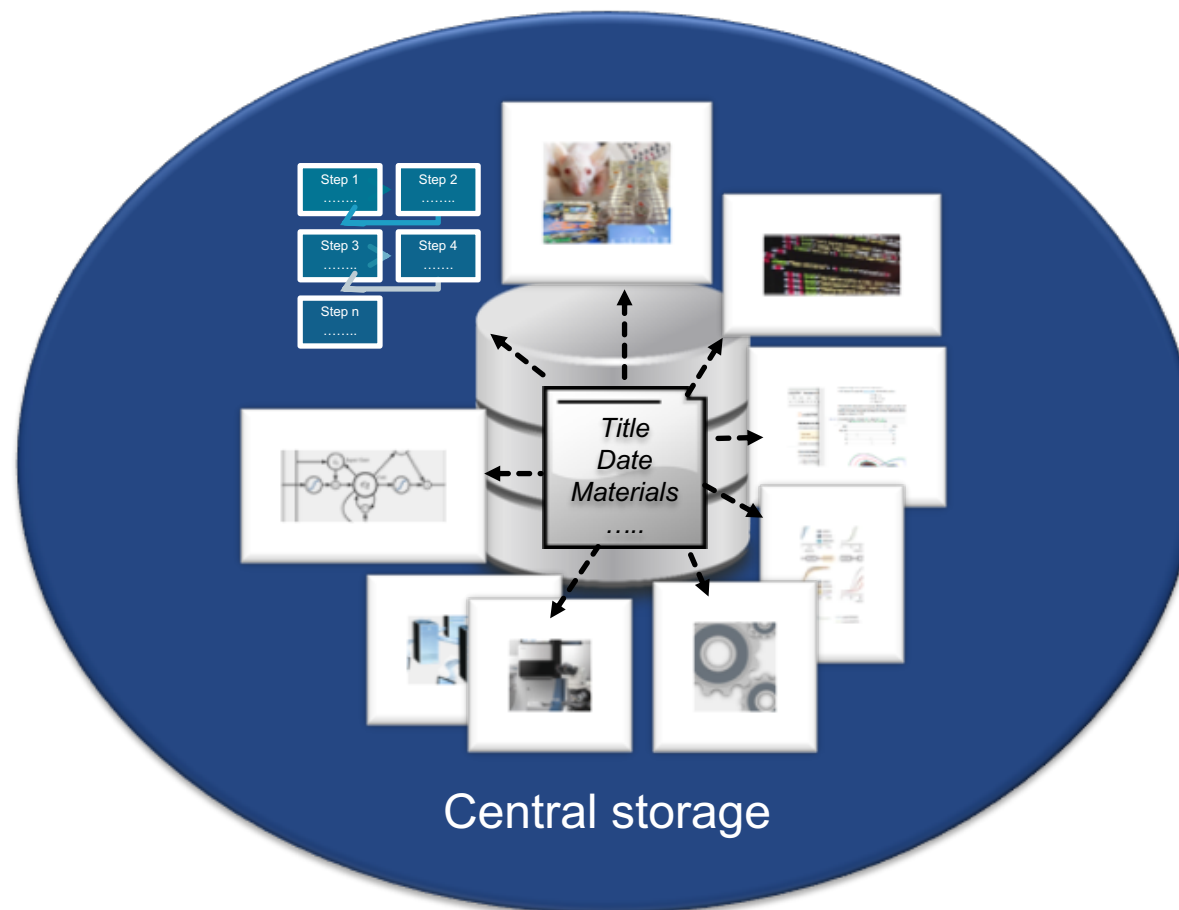 Step 1
……..
Step 2
……..
Step 3
……..
Step 4
…….
Step n
……..
Title
Date
Materials
…..
Central storage